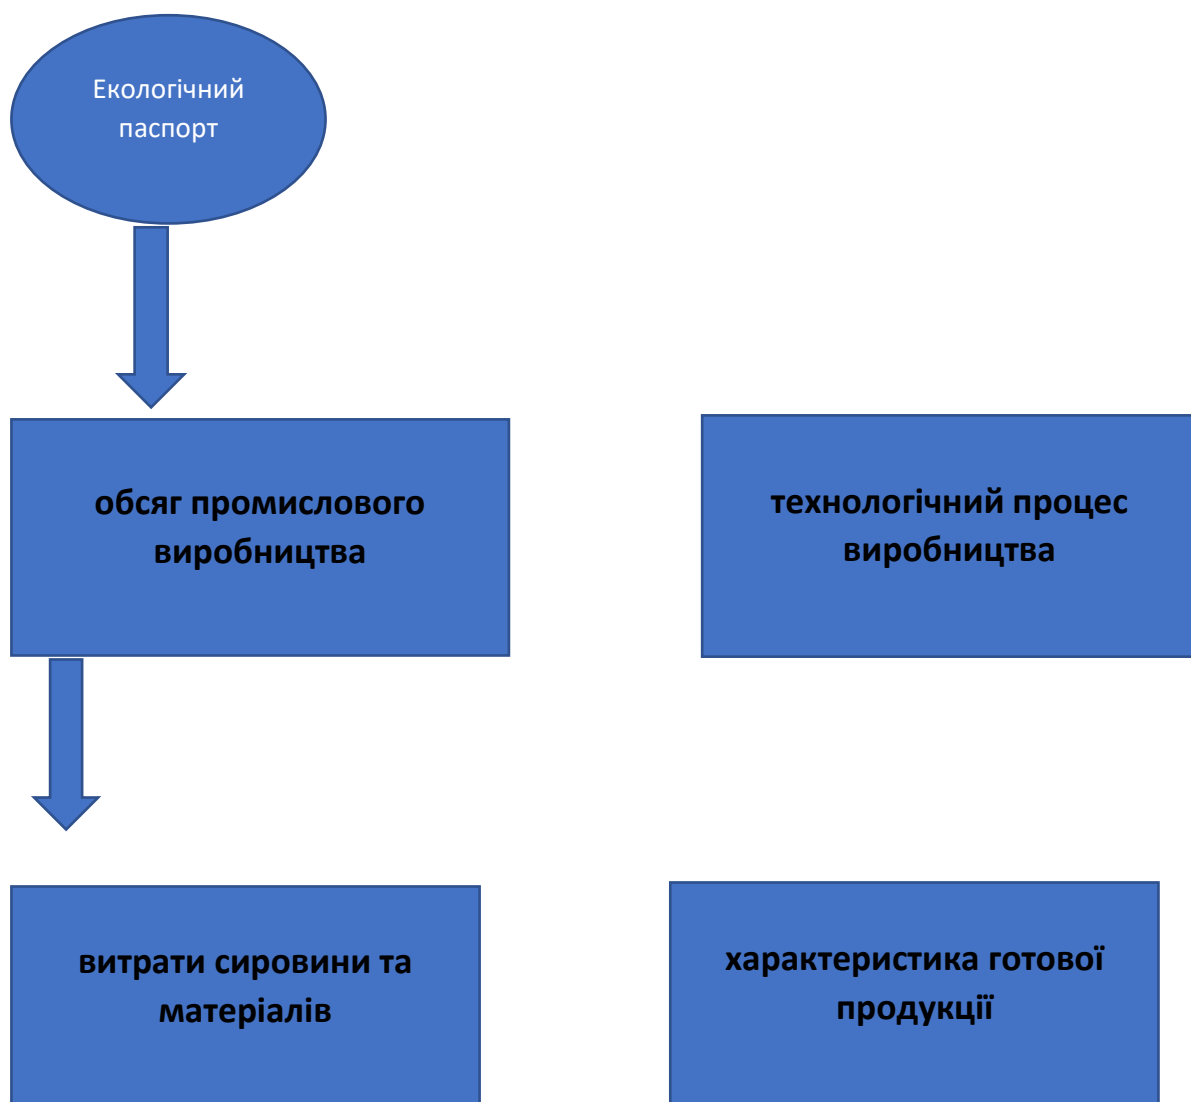 Екологічний
паспорт
обсяг промислового
виробництва
технологічний процес
виробництва
витрати сировини та
матеріалів
характеристика готової
продукції